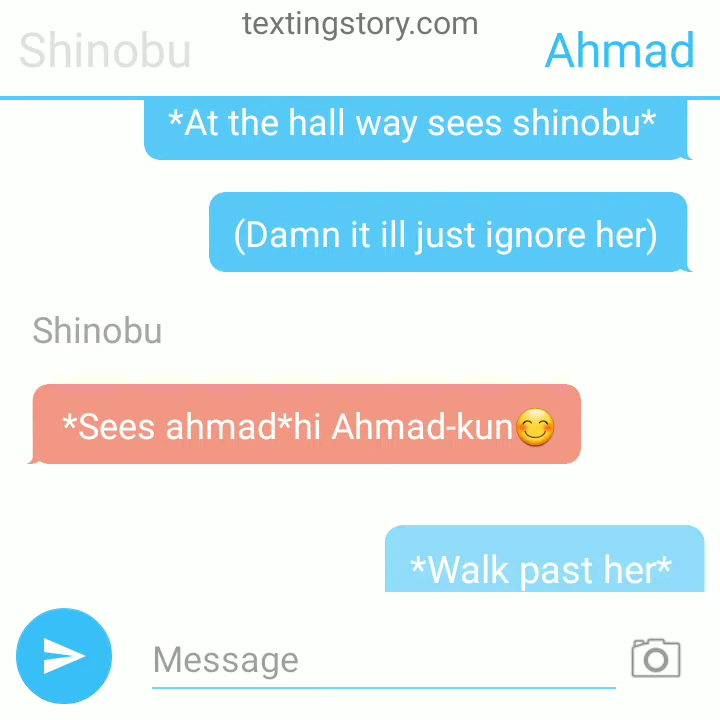 textingstory.com
Shinobu
Ahmad
*At the hall way sees shinobu*
(Damn it ill just ignore her)
Shinobu
*Sees ahmad*hi Ahmad-kun😊
*Walk past her*
Message